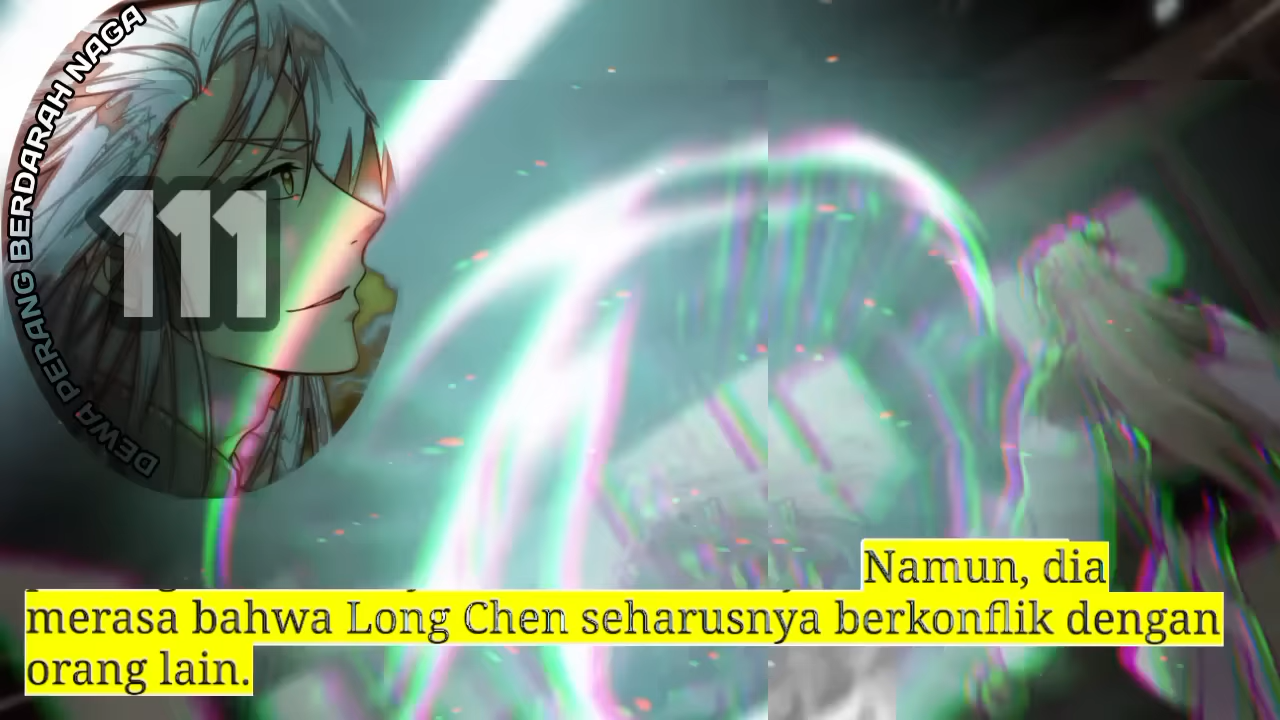 DEWA PERANG BERDARAH NAGA
111
Namun, dia
merasa bahwa Long Chen seharusnya berkonflik dengan
orang lain.